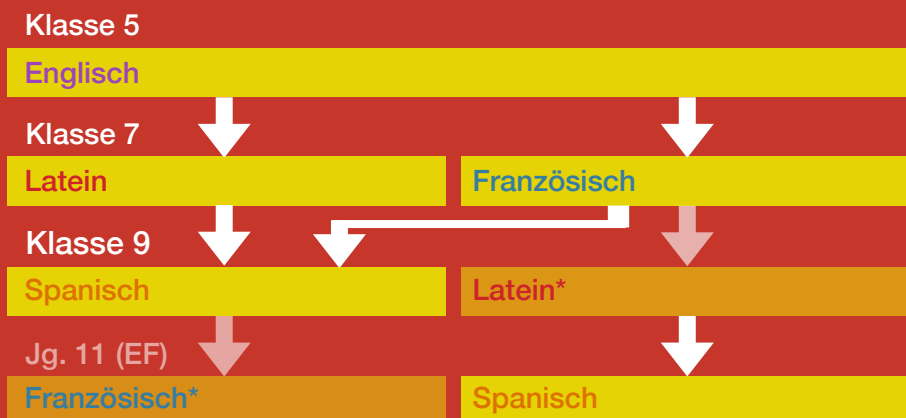 Klasse 5
Englisch
Klasse 7
Latein
Französisch
Klasse 9
Spanisch
Latein*
Jg. 11 (EF)
Französisch*
Spanisch